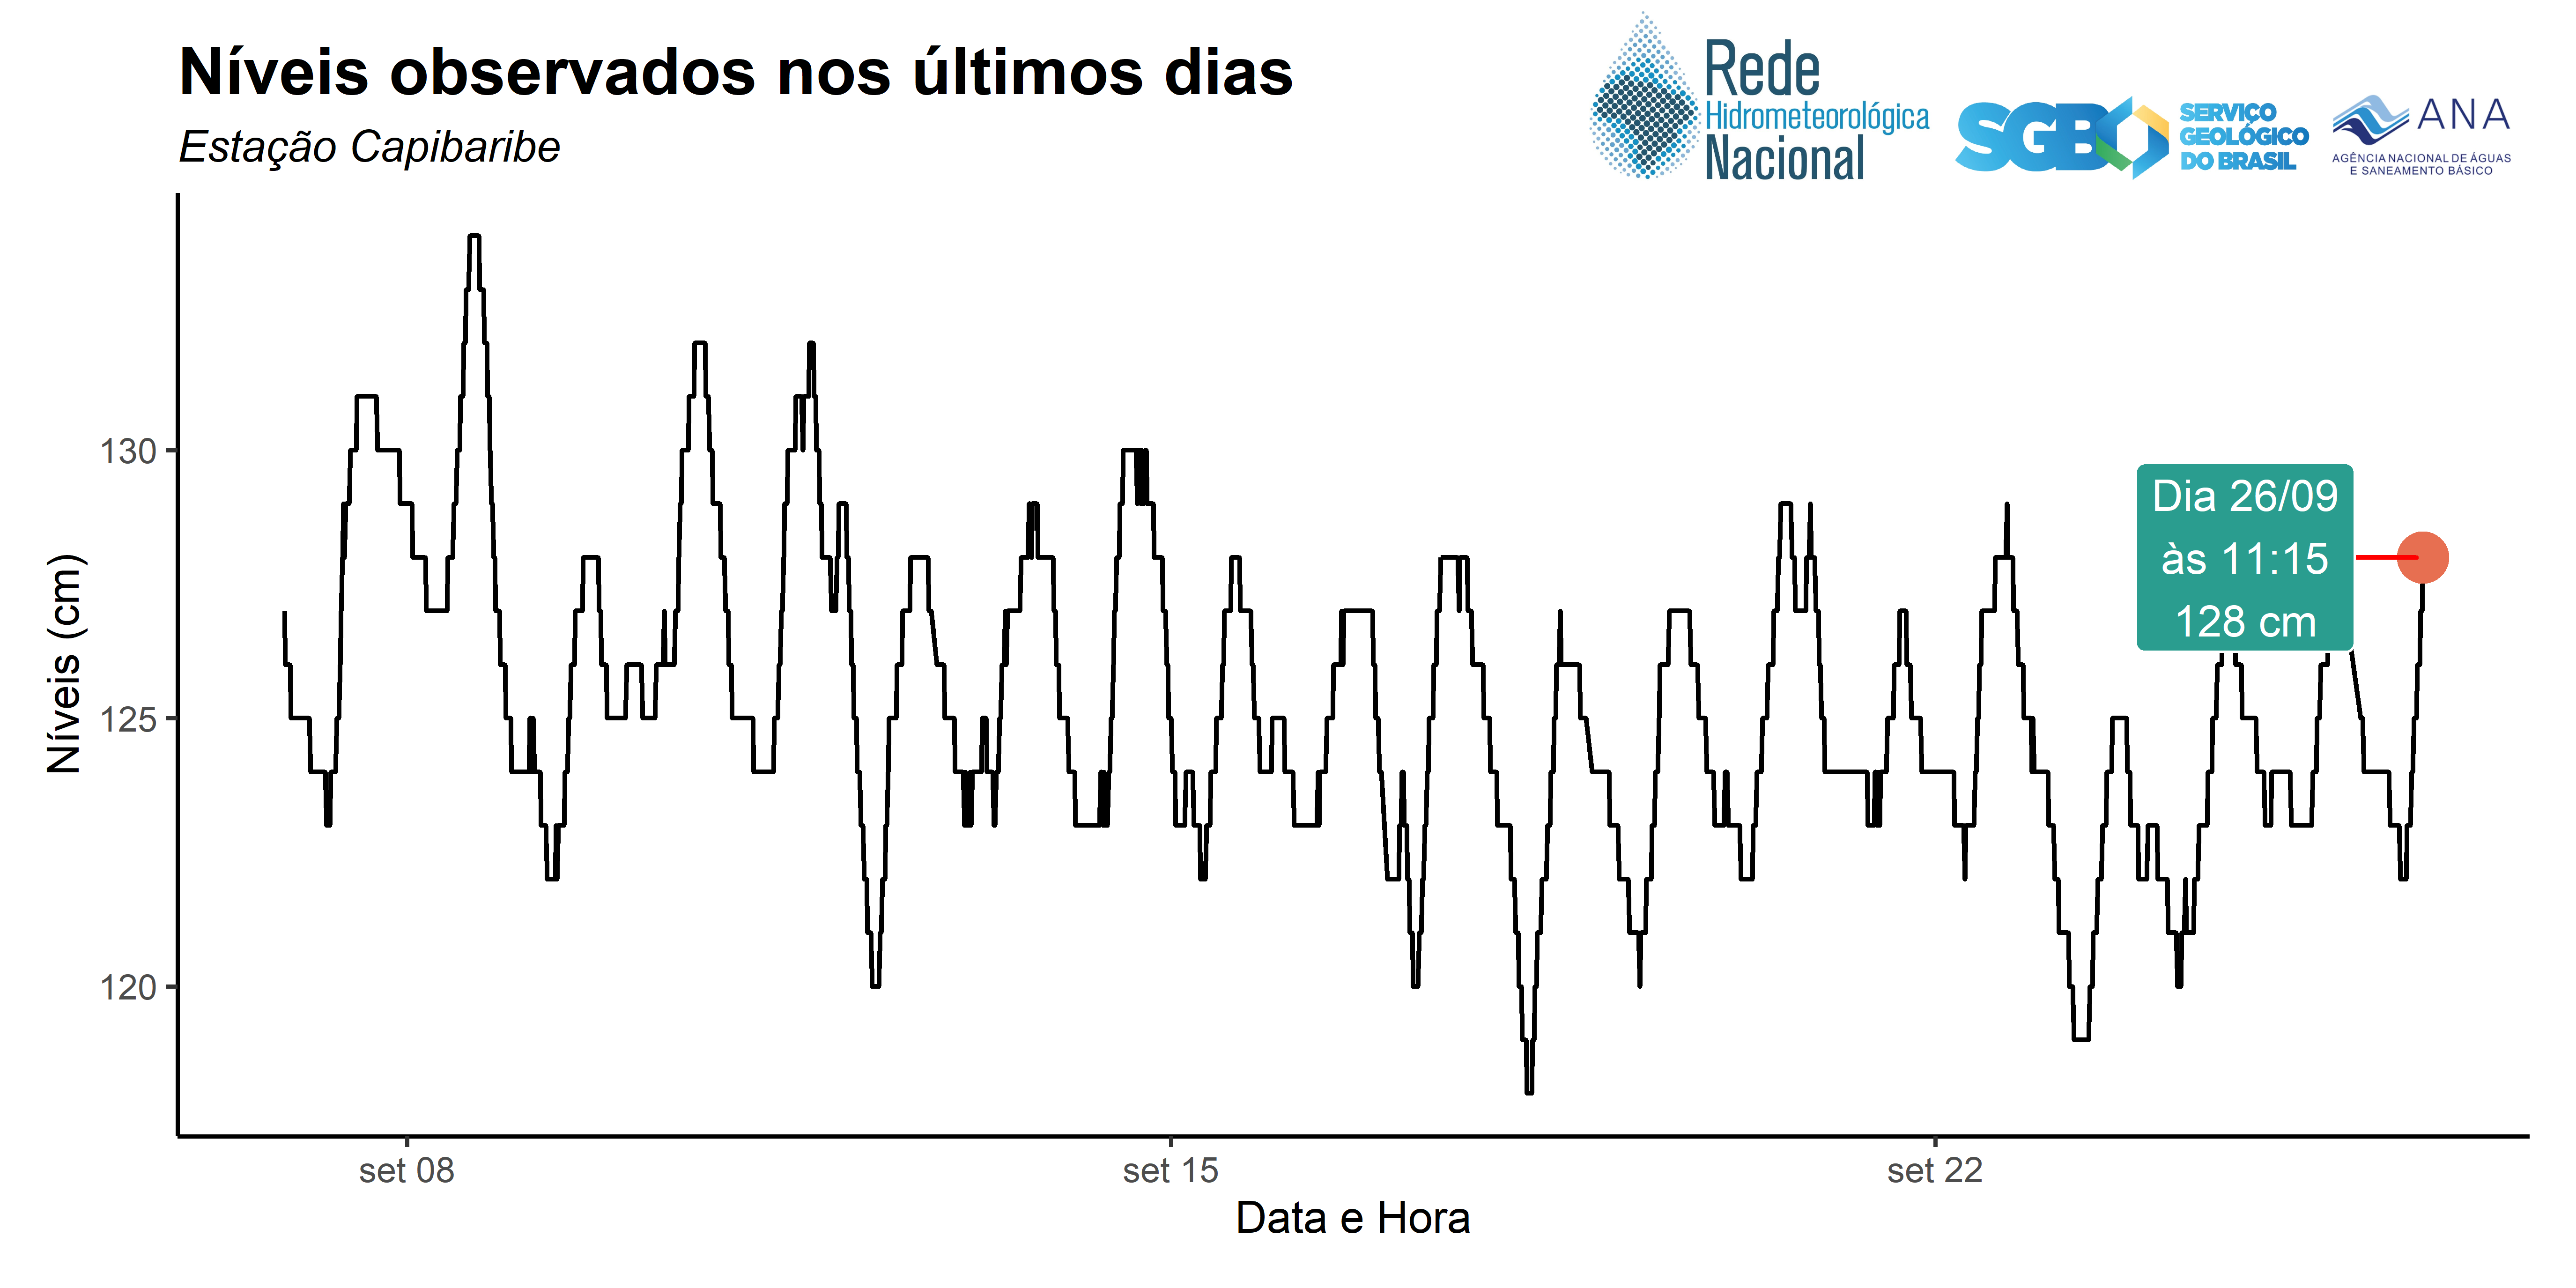 Níveis observados nos últimos dias
Estação Capibaribe
Rede
Hidrometeorológica
Nacional
SGB
SERVIÇO
GEOLÓGICO
DO BRASIL
ANA
AGÊNCIA NACIONAL DE ÁGUAS
E SANEAMENTO BÁSICO
Níveis (cm)
130
125
120
Dia 26/09
às 11:15
128 cm
set 08
set 15
set 22
Data e Hora